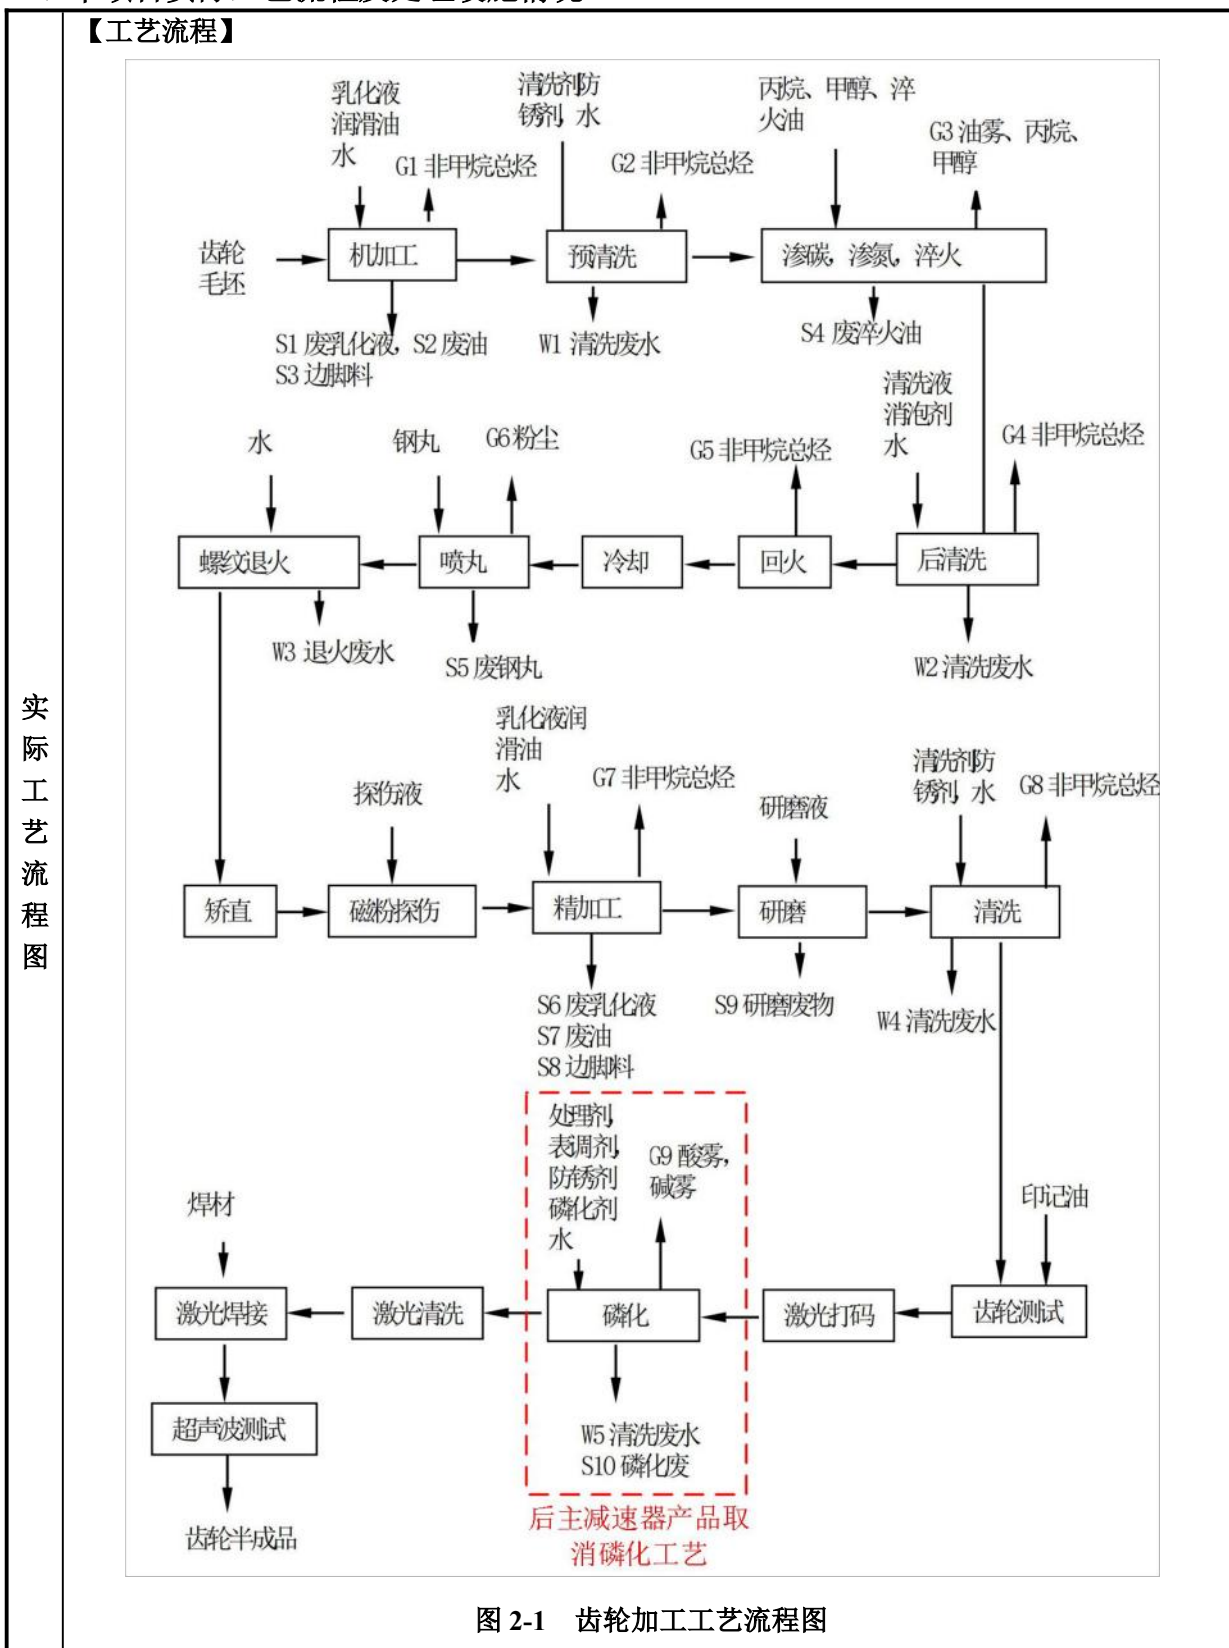 【工艺流程】
乳化液
润滑油
水
G1 非甲烷总烃
清洗剂防
锈剂, 水
G2 非甲烷总烃
丙烷、甲醇、淬
火油
G3 油雾、丙烷、
甲醇
齿轮
毛坯
机加工
预清洗
渗碳, 渗氮, 淬火
S1 废乳化液, S2 废油
S3 边脚料
W1 清洗废水
S4 废淬火油
清洗液
消泡剂
水
G4 非甲烷总烃
水
钢丸
G6 粉尘
G5 非甲烷总烃
螺纹退火
喷丸
冷却
回火
后清洗
W3 退火废水
S5 废钢丸
W2 清洗废水
探伤液
乳化液润
滑油
水
G7 非甲烷总烃
研磨液
清洗剂防
锈剂, 水
G8 非甲烷总烃
矫直
磁粉探伤
精加工
研磨
清洗
S6 废乳化液
S7 废油
S8 边脚料
S9 研磨废物
W4 清洗废水
处理剂,
表调剂,
防锈剂
磷化剂
水
G9 酸雾,
碱雾
焊材
印记油
激光焊接
激光清洗
磷化
激光打码
齿轮测试
超声波测试
W5 清洗废水
S10 磷化废
齿轮半成品
后主减速器产品取
消磷化工艺
实
际
工
艺
流
程
图
图 2-1 齿轮加工工艺流程图